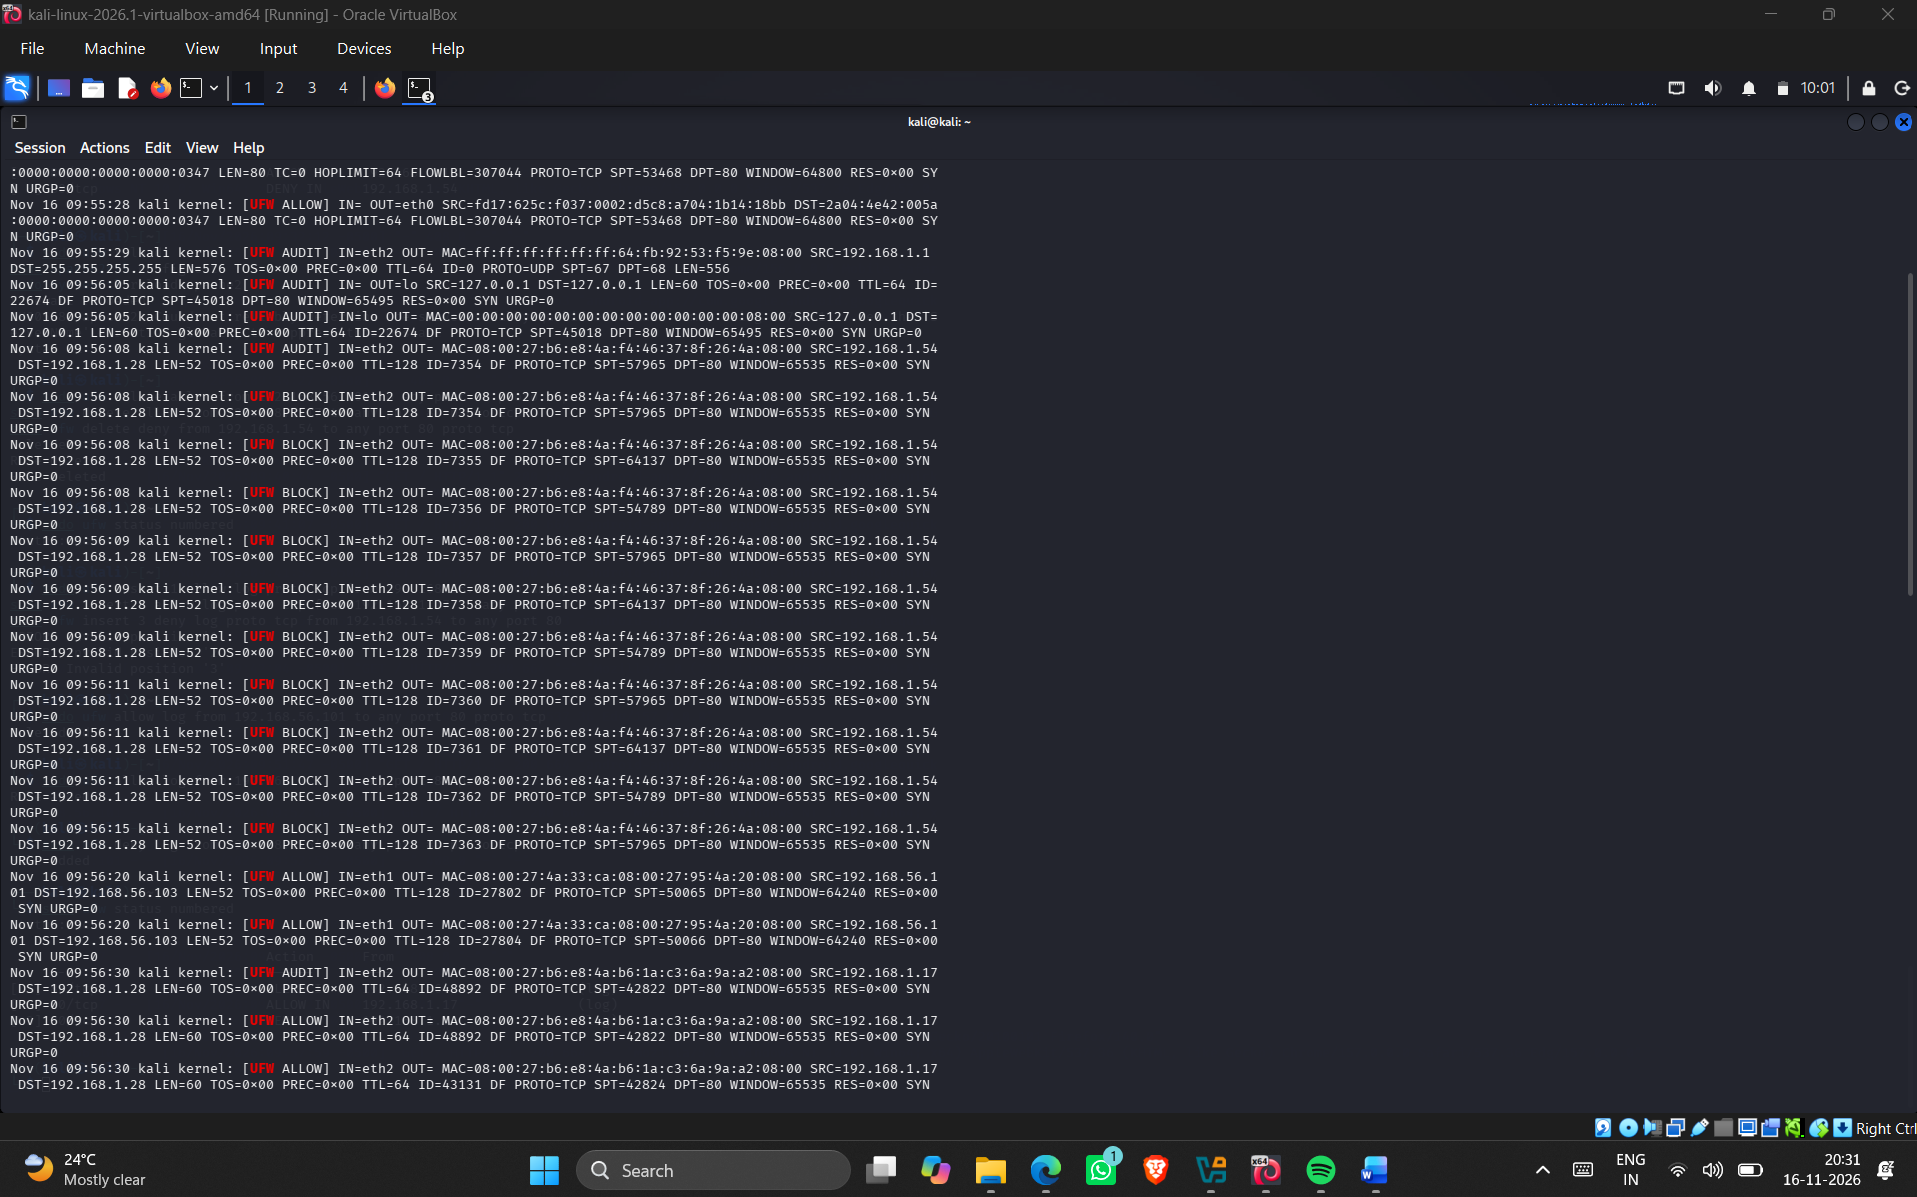 kali-linux-2026.1-virtualbox-amd64 [Running] - Oracle VirtualBox
File Machine View Input Devices Help
1 2 3 4 3 10:01
kali@kali: ~
Session Actions Edit View Help
:0000:0000:0000:0000:0347 LEN=80 TC=0 HOPLIMIT=64 FLOWLBL=307044 PROTO=TCP SPT=53468 DPT=80 WINDOW=64800 RES=0×00 SY
N URGP=0
Nov 16 09:55:28 kali kernel: [UFW ALLOW] IN= OUT=eth0 SRC=fd17:625c:f037:0002:d5c8:a704:1b14:18bb DST=2a04:4e42:005a
:0000:0000:0000:0000:0347 LEN=80 TC=0 HOPLIMIT=64 FLOWLBL=307044 PROTO=TCP SPT=53468 DPT=80 WINDOW=64800 RES=0×00 SY
N URGP=0
Nov 16 09:55:29 kali kernel: [UFW AUDIT] IN=eth2 OUT= MAC=ff:ff:ff:ff:ff:ff:64:fb:92:53:f5:9e:08:00 SRC=192.168.1.1
DST=255.255.255.255 LEN=576 TOS=0×00 PREC=0×00 TTL=64 ID=0 PROTO=UDP SPT=67 DPT=68 LEN=556
Nov 16 09:56:05 kali kernel: [UFW AUDIT] IN= OUT=lo SRC=127.0.0.1 DST=127.0.0.1 LEN=60 TOS=0×00 PREC=0×00 TTL=64 ID=
22674 DF PROTO=TCP SPT=45018 DPT=80 WINDOW=65495 RES=0×00 SYN URGP=0
Nov 16 09:56:05 kali kernel: [UFW AUDIT] IN=lo OUT= MAC=00:00:00:00:00:00:00:00:00:00:00:00:08:00 SRC=127.0.0.1 DST=
127.0.0.1 LEN=60 TOS=0×00 PREC=0×00 TTL=64 ID=22674 DF PROTO=TCP SPT=45018 DPT=80 WINDOW=65495 RES=0×00 SYN URGP=0
Nov 16 09:56:08 kali kernel: [UFW AUDIT] IN=eth2 OUT= MAC=08:00:27:b6:e8:4a:f4:46:37:8f:26:4a:08:00 SRC=192.168.1.54
DST=192.168.1.28 LEN=52 TOS=0×00 PREC=0×00 TTL=128 ID=7354 DF PROTO=TCP SPT=57965 DPT=80 WINDOW=65535 RES=0×00 SYN
URGP=0
Nov 16 09:56:08 kali kernel: [UFW BLOCK] IN=eth2 OUT= MAC=08:00:27:b6:e8:4a:f4:46:37:8f:26:4a:08:00 SRC=192.168.1.54
DST=192.168.1.28 LEN=52 TOS=0×00 PREC=0×00 TTL=128 ID=7354 DF PROTO=TCP SPT=57965 DPT=80 WINDOW=65535 RES=0×00 SYN
URGP=0
Nov 16 09:56:08 kali kernel: [UFW BLOCK] IN=eth2 OUT= MAC=08:00:27:b6:e8:4a:f4:46:37:8f:26:4a:08:00 SRC=192.168.1.54
DST=192.168.1.28 LEN=52 TOS=0×00 PREC=0×00 TTL=128 ID=7355 DF PROTO=TCP SPT=64137 DPT=80 WINDOW=65535 RES=0×00 SYN
URGP=0
Nov 16 09:56:08 kali kernel: [UFW BLOCK] IN=eth2 OUT= MAC=08:00:27:b6:e8:4a:f4:46:37:8f:26:4a:08:00 SRC=192.168.1.54
DST=192.168.1.28 LEN=52 TOS=0×00 PREC=0×00 TTL=128 ID=7356 DF PROTO=TCP SPT=54789 DPT=80 WINDOW=65535 RES=0×00 SYN
URGP=0
Nov 16 09:56:09 kali kernel: [UFW BLOCK] IN=eth2 OUT= MAC=08:00:27:b6:e8:4a:f4:46:37:8f:26:4a:08:00 SRC=192.168.1.54
DST=192.168.1.28 LEN=52 TOS=0×00 PREC=0×00 TTL=128 ID=7357 DF PROTO=TCP SPT=57965 DPT=80 WINDOW=65535 RES=0×00 SYN
URGP=0
Nov 16 09:56:09 kali kernel: [UFW BLOCK] IN=eth2 OUT= MAC=08:00:27:b6:e8:4a:f4:46:37:8f:26:4a:08:00 SRC=192.168.1.54
DST=192.168.1.28 LEN=52 TOS=0×00 PREC=0×00 TTL=128 ID=7358 DF PROTO=TCP SPT=64137 DPT=80 WINDOW=65535 RES=0×00 SYN
URGP=0
Nov 16 09:56:09 kali kernel: [UFW BLOCK] IN=eth2 OUT= MAC=08:00:27:b6:e8:4a:f4:46:37:8f:26:4a:08:00 SRC=192.168.1.54
DST=192.168.1.28 LEN=52 TOS=0×00 PREC=0×00 TTL=128 ID=7359 DF PROTO=TCP SPT=54789 DPT=80 WINDOW=65535 RES=0×00 SYN
URGP=0
Nov 16 09:56:11 kali kernel: [UFW BLOCK] IN=eth2 OUT= MAC=08:00:27:b6:e8:4a:f4:46:37:8f:26:4a:08:00 SRC=192.168.1.54
DST=192.168.1.28 LEN=52 TOS=0×00 PREC=0×00 TTL=128 ID=7360 DF PROTO=TCP SPT=57965 DPT=80 WINDOW=65535 RES=0×00 SYN
URGP=0
Nov 16 09:56:11 kali kernel: [UFW BLOCK] IN=eth2 OUT= MAC=08:00:27:b6:e8:4a:f4:46:37:8f:26:4a:08:00 SRC=192.168.1.54
DST=192.168.1.28 LEN=52 TOS=0×00 PREC=0×00 TTL=128 ID=7361 DF PROTO=TCP SPT=64137 DPT=80 WINDOW=65535 RES=0×00 SYN
URGP=0
Nov 16 09:56:11 kali kernel: [UFW BLOCK] IN=eth2 OUT= MAC=08:00:27:b6:e8:4a:f4:46:37:8f:26:4a:08:00 SRC=192.168.1.54
DST=192.168.1.28 LEN=52 TOS=0×00 PREC=0×00 TTL=128 ID=7362 DF PROTO=TCP SPT=54789 DPT=80 WINDOW=65535 RES=0×00 SYN
URGP=0
Nov 16 09:56:15 kali kernel: [UFW BLOCK] IN=eth2 OUT= MAC=08:00:27:b6:e8:4a:f4:46:37:8f:26:4a:08:00 SRC=192.168.1.54
DST=192.168.1.28 LEN=52 TOS=0×00 PREC=0×00 TTL=128 ID=7363 DF PROTO=TCP SPT=57965 DPT=80 WINDOW=65535 RES=0×00 SYN
URGP=0
Nov 16 09:56:20 kali kernel: [UFW ALLOW] IN=eth1 OUT= MAC=08:00:27:4a:33:ca:08:00:27:95:4a:20:08:00 SRC=192.168.56.1
01 DST=192.168.56.103 LEN=52 TOS=0×00 PREC=0×00 TTL=128 ID=27802 DF PROTO=TCP SPT=50065 DPT=80 WINDOW=64240 RES=0×00
SYN URGP=0
Nov 16 09:56:20 kali kernel: [UFW ALLOW] IN=eth1 OUT= MAC=08:00:27:4a:33:ca:08:00:27:95:4a:20:08:00 SRC=192.168.56.1
01 DST=192.168.56.103 LEN=52 TOS=0×00 PREC=0×00 TTL=128 ID=27804 DF PROTO=TCP SPT=50066 DPT=80 WINDOW=64240 RES=0×00
SYN URGP=0
Nov 16 09:56:30 kali kernel: [UFW AUDIT] IN=eth2 OUT= MAC=08:00:27:b6:e8:4a:b6:1a:c3:6a:9a:a2:08:00 SRC=192.168.1.17
DST=192.168.1.28 LEN=60 TOS=0×00 PREC=0×00 TTL=64 ID=48892 DF PROTO=TCP SPT=42822 DPT=80 WINDOW=65535 RES=0×00 SYN
URGP=0
Nov 16 09:56:30 kali kernel: [UFW ALLOW] IN=eth2 OUT= MAC=08:00:27:b6:e8:4a:b6:1a:c3:6a:9a:a2:08:00 SRC=192.168.1.17
DST=192.168.1.28 LEN=60 TOS=0×00 PREC=0×00 TTL=64 ID=48892 DF PROTO=TCP SPT=42822 DPT=80 WINDOW=65535 RES=0×00 SYN
URGP=0
Nov 16 09:56:30 kali kernel: [UFW ALLOW] IN=eth2 OUT= MAC=08:00:27:b6:e8:4a:b6:1a:c3:6a:9a:a2:08:00 SRC=192.168.1.17
DST=192.168.1.28 LEN=60 TOS=0×00 PREC=0×00 TTL=64 ID=43131 DF PROTO=TCP SPT=42824 DPT=80 WINDOW=65535 RES=0×00 SYN
Right Ctrl
24°C
Mostly clear
Search
1
x64
ENG
IN
20:31
16-11-2026